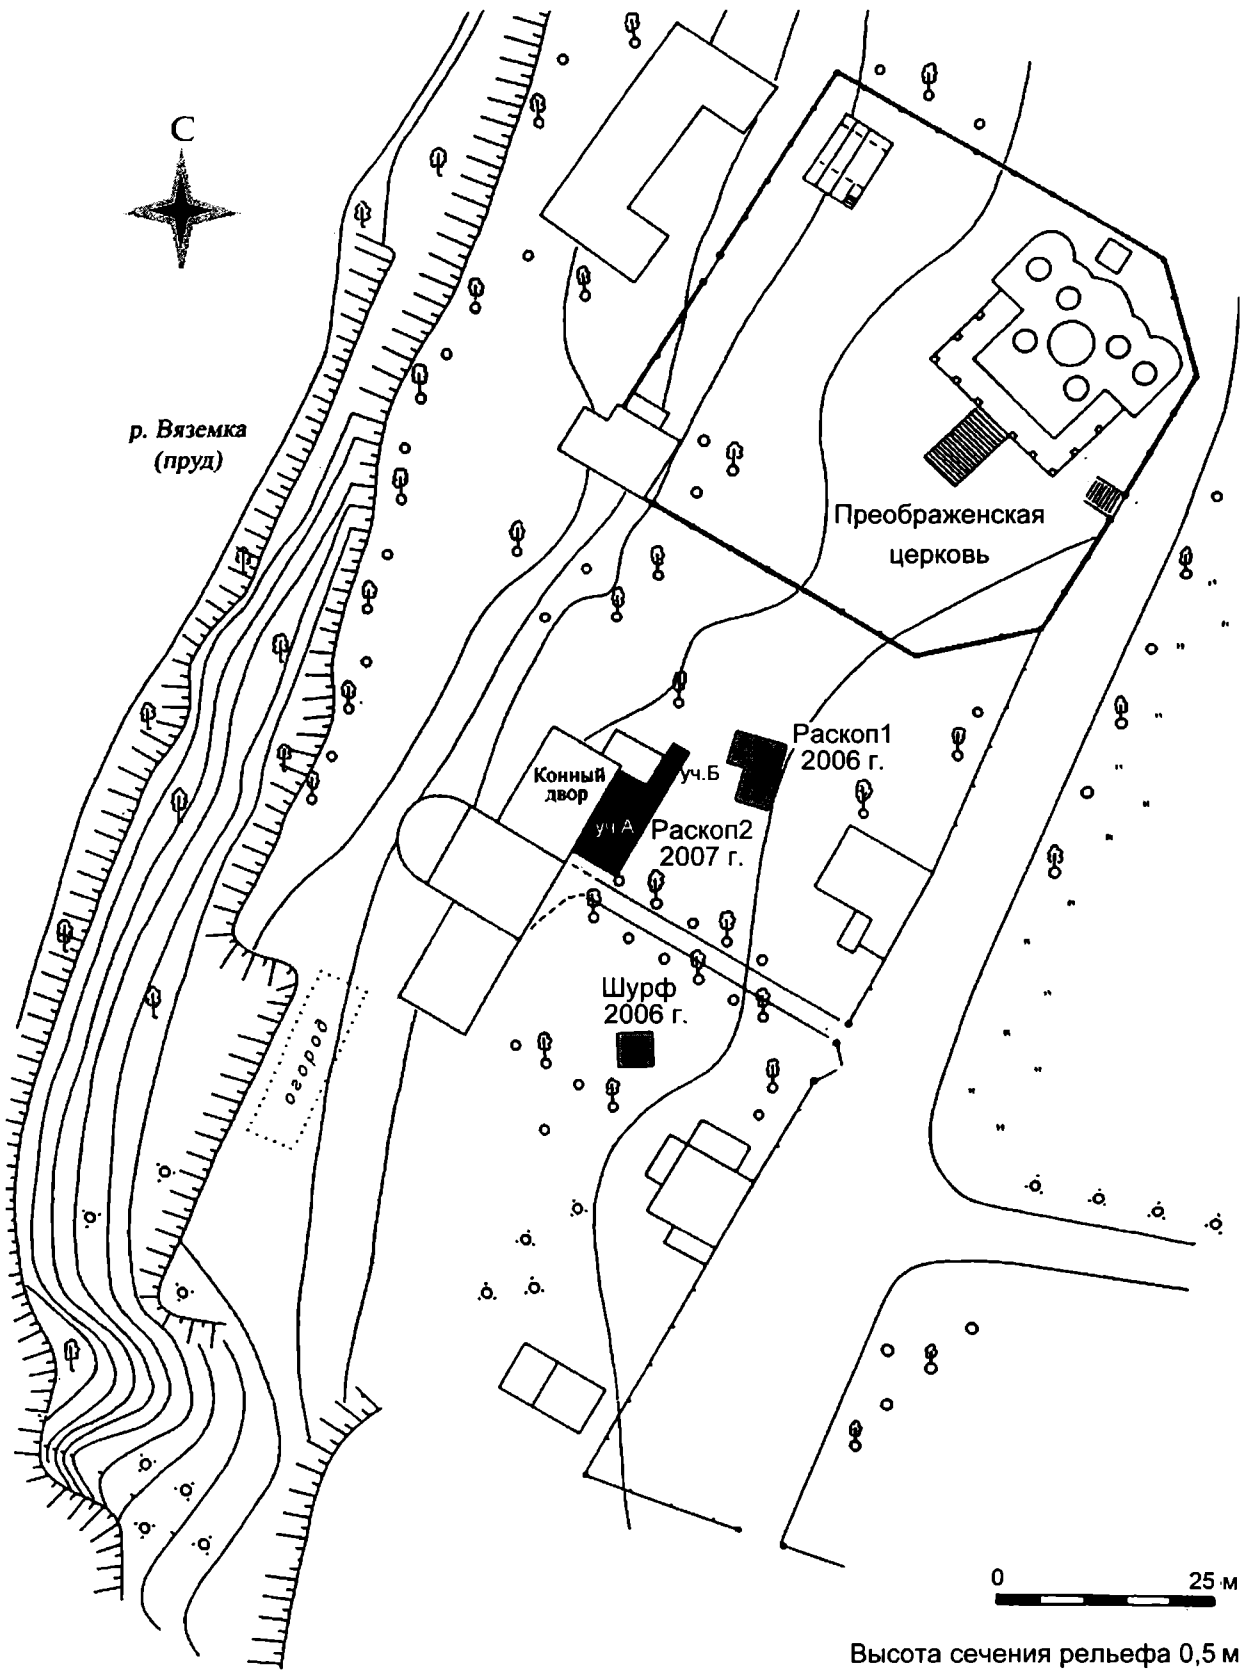 С
р. Вяземка
(пруд)
Преображенская
церковь
Раскоп1
2006 г.
Конный
двор
уч.Б
уч А
Раскоп2
2007 г.
Шурф
2006 г.
огород
0 25 м
Высота сечения рельефа 0,5 м